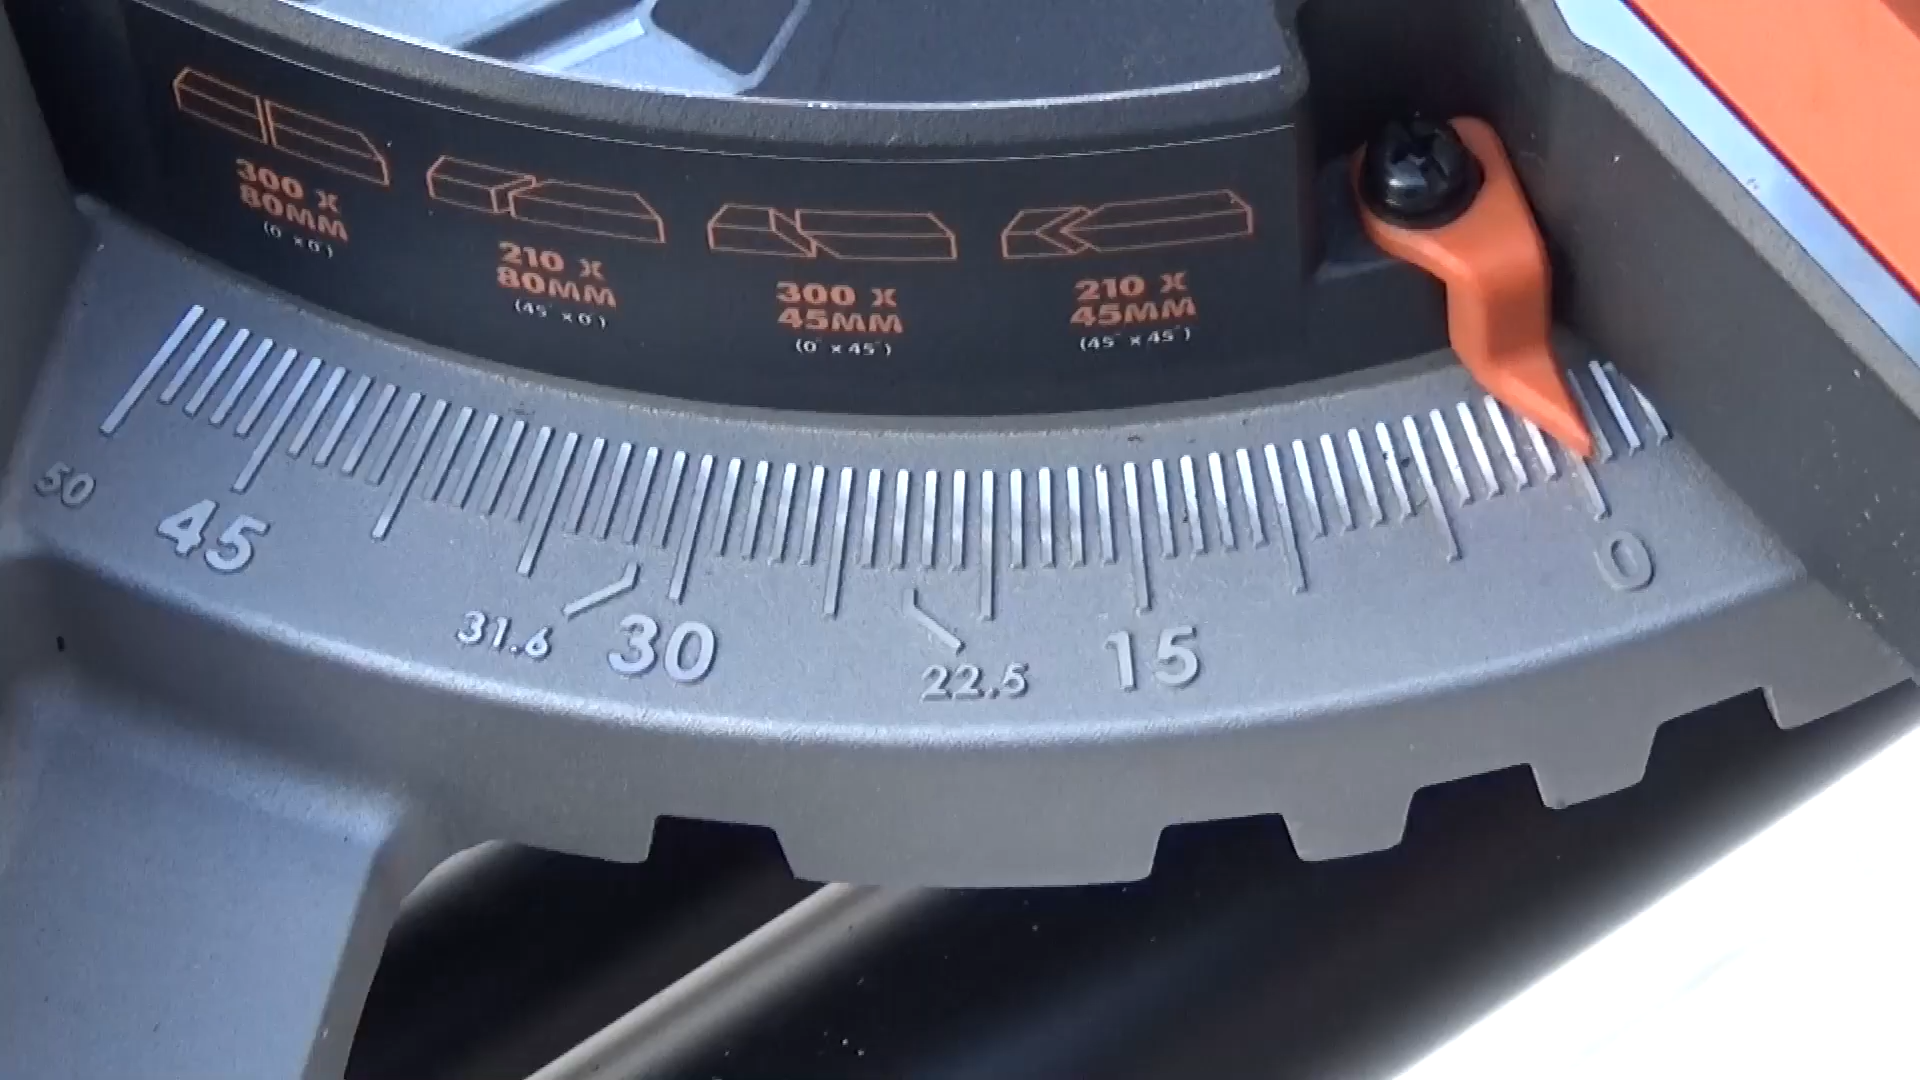 300 X
80MM
(0° x 0°)
210 X
80MM
(45° x 0°)
300 X
45MM
(0° x 45°)
210 X
45MM
(45° x 45°)
50
45
31.6
30
22.5
15
0